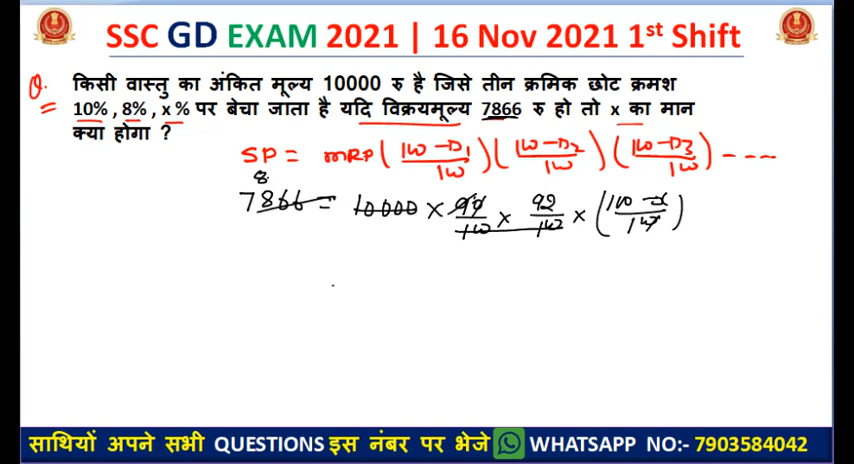 SSC GD EXAM 2021 | 16 Nov 2021 1st Shift
Q. किसी वास्तु का अंकित मूल्य 10000 रु है जिसे तीन क्रमिक छोट क्रमश
10% , 8% , x % पर बेचा जाता है यदि विक्रयमूल्य 7866 रु हो तो x का मान
क्या होगा ?
SP = MRP (100-D1/100) (100-D2/100) (100-D3/100) ----
8
7866 = 10000 × 90/100 × 92/100 × (100-x/100)
साथियों अपने सभी QUESTIONS इस नंबर पर भेजे WHATSAPP NO:- 7903584042